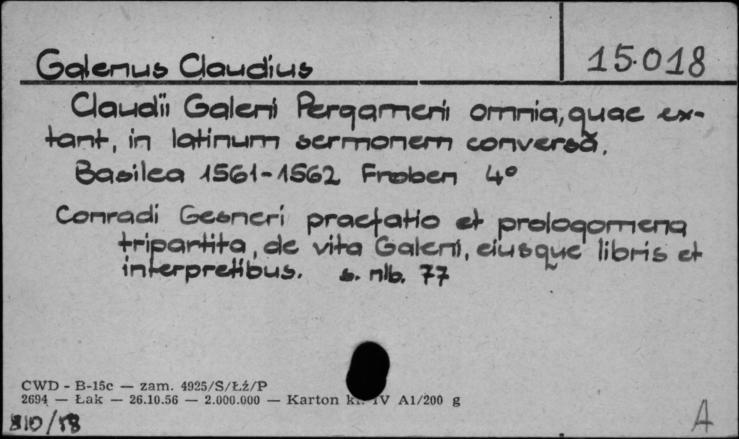 Galenus Claudius
15.018
Claudii Galeni Pergameni omnia, quae ex-
tant, in latinum sermonem conversa.
Basilea 1561-1562 Froben 4°
Conradi Gesneri praefatio et prologomena
tripartita, de vita Galeni, eiusque libris et
interpretibus. s. nlb. 77
CWD - B-15c — zam. 4925/S/Łź/P
2694 — Łak — 26.10.56 — 2.000.000 — Karton kl. IV A1/200 g
A